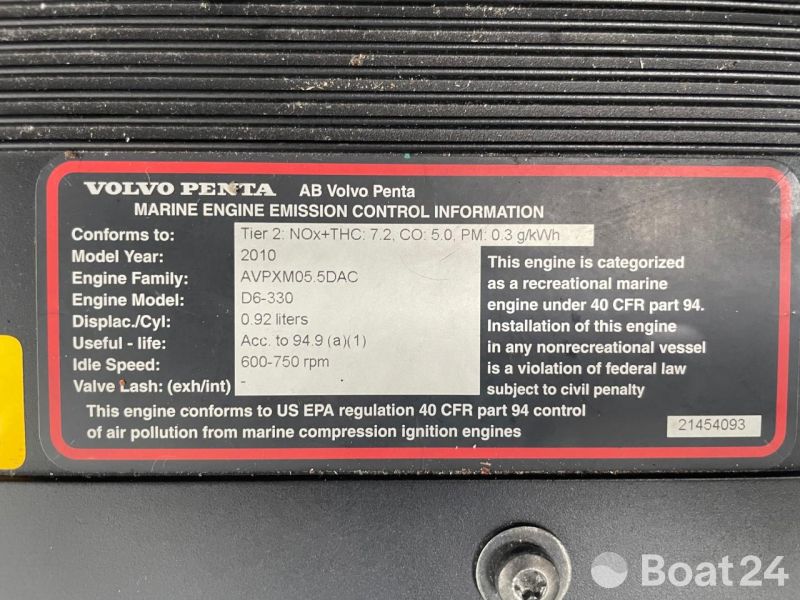 VOLVO PENTA AB Volvo Penta
MARINE ENGINE EMISSION CONTROL INFORMATION
Conforms to: Tier 2: NOx+THC: 7.2, CO: 5.0, PM: 0.3 g/kWh
Model Year: 2010
Engine Family: AVPXM05.5DAC
Engine Model: D6-330
Displac./Cyl: 0.92 liters
Useful - life: Acc. to 94.9 (a)(1)
Idle Speed: 600-750 rpm
Valve Lash: (exh/int) -
This engine is categorized
as a recreational marine
engine under 40 CFR part 94.
Installation of this engine
in any nonrecreational vessel
is a violation of federal law
subject to civil penalty
This engine conforms to US EPA regulation 40 CFR part 94 control
of air pollution from marine compression ignition engines
21454093
Boat24